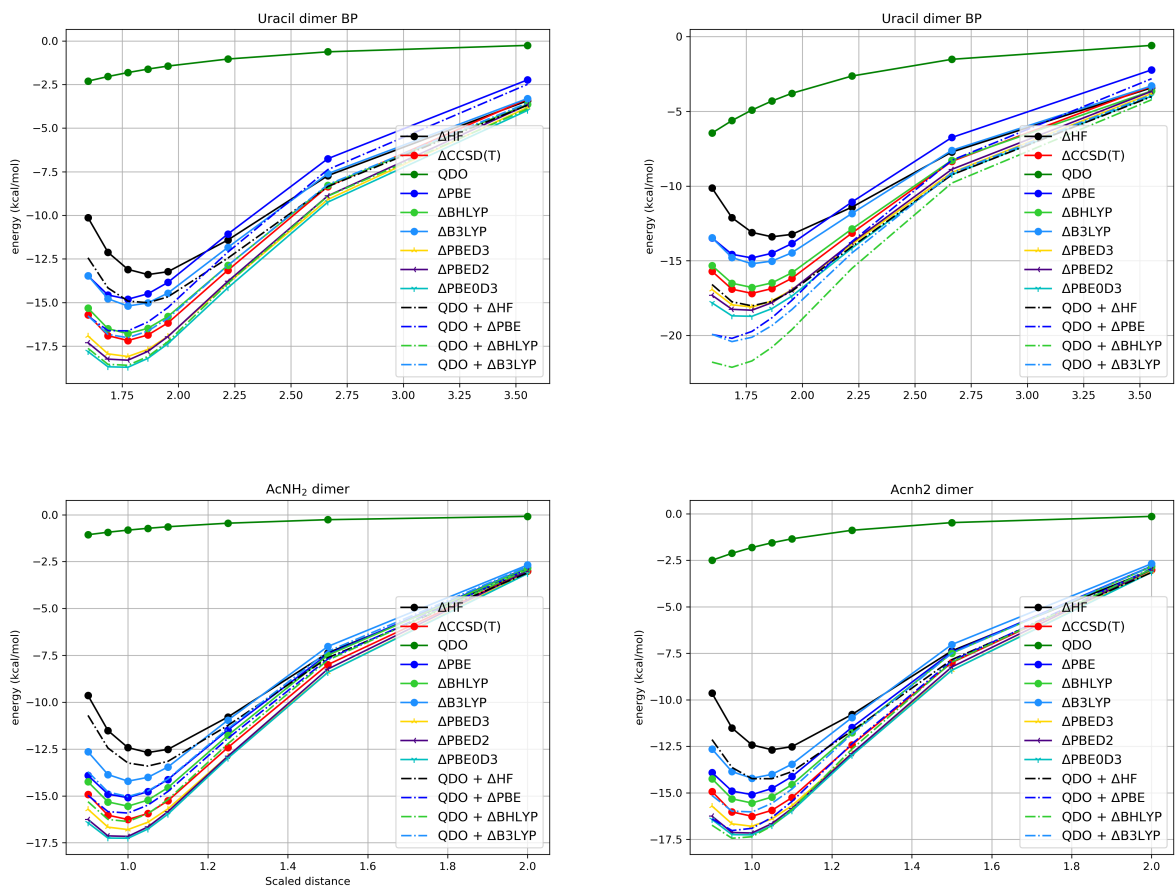 Uracil dimer BP
0.0
−2.5
−5.0
−7.5
−10.0
−12.5
−15.0
−17.5
energy (kcal/mol)
1.75
2.00
2.25
2.50
2.75
3.00
3.25
3.50
ΔHF
ΔCCSD(T)
QDO
ΔPBE
ΔBHLYP
ΔB3LYP
ΔPBED3
ΔPBED2
ΔPBE0D3
QDO + ΔHF
QDO + ΔPBE
QDO + ΔBHLYP
QDO + ΔB3LYP
Uracil dimer BP
0
−5
−10
−15
−20
energy (kcal/mol)
1.75
2.00
2.25
2.50
2.75
3.00
3.25
3.50
ΔHF
ΔCCSD(T)
QDO
ΔPBE
ΔBHLYP
ΔB3LYP
ΔPBED3
ΔPBED2
ΔPBE0D3
QDO + ΔHF
QDO + ΔPBE
QDO + ΔBHLYP
QDO + ΔB3LYP
AcNH₂ dimer
0.0
−2.5
−5.0
−7.5
−10.0
−12.5
−15.0
−17.5
energy (kcal/mol)
1.0
1.2
1.4
1.6
1.8
2.0
Scaled distance
ΔHF
ΔCCSD(T)
QDO
ΔPBE
ΔBHLYP
ΔB3LYP
ΔPBED3
ΔPBED2
ΔPBE0D3
QDO + ΔHF
QDO + ΔPBE
QDO + ΔBHLYP
QDO + ΔB3LYP
Acnh2 dimer
0.0
−2.5
−5.0
−7.5
−10.0
−12.5
−15.0
−17.5
energy (kcal/mol)
1.0
1.2
1.4
1.6
1.8
2.0
ΔHF
ΔCCSD(T)
QDO
ΔPBE
ΔBHLYP
ΔB3LYP
ΔPBED3
ΔPBED2
ΔPBE0D3
QDO + ΔHF
QDO + ΔPBE
QDO + ΔBHLYP
QDO + ΔB3LYP